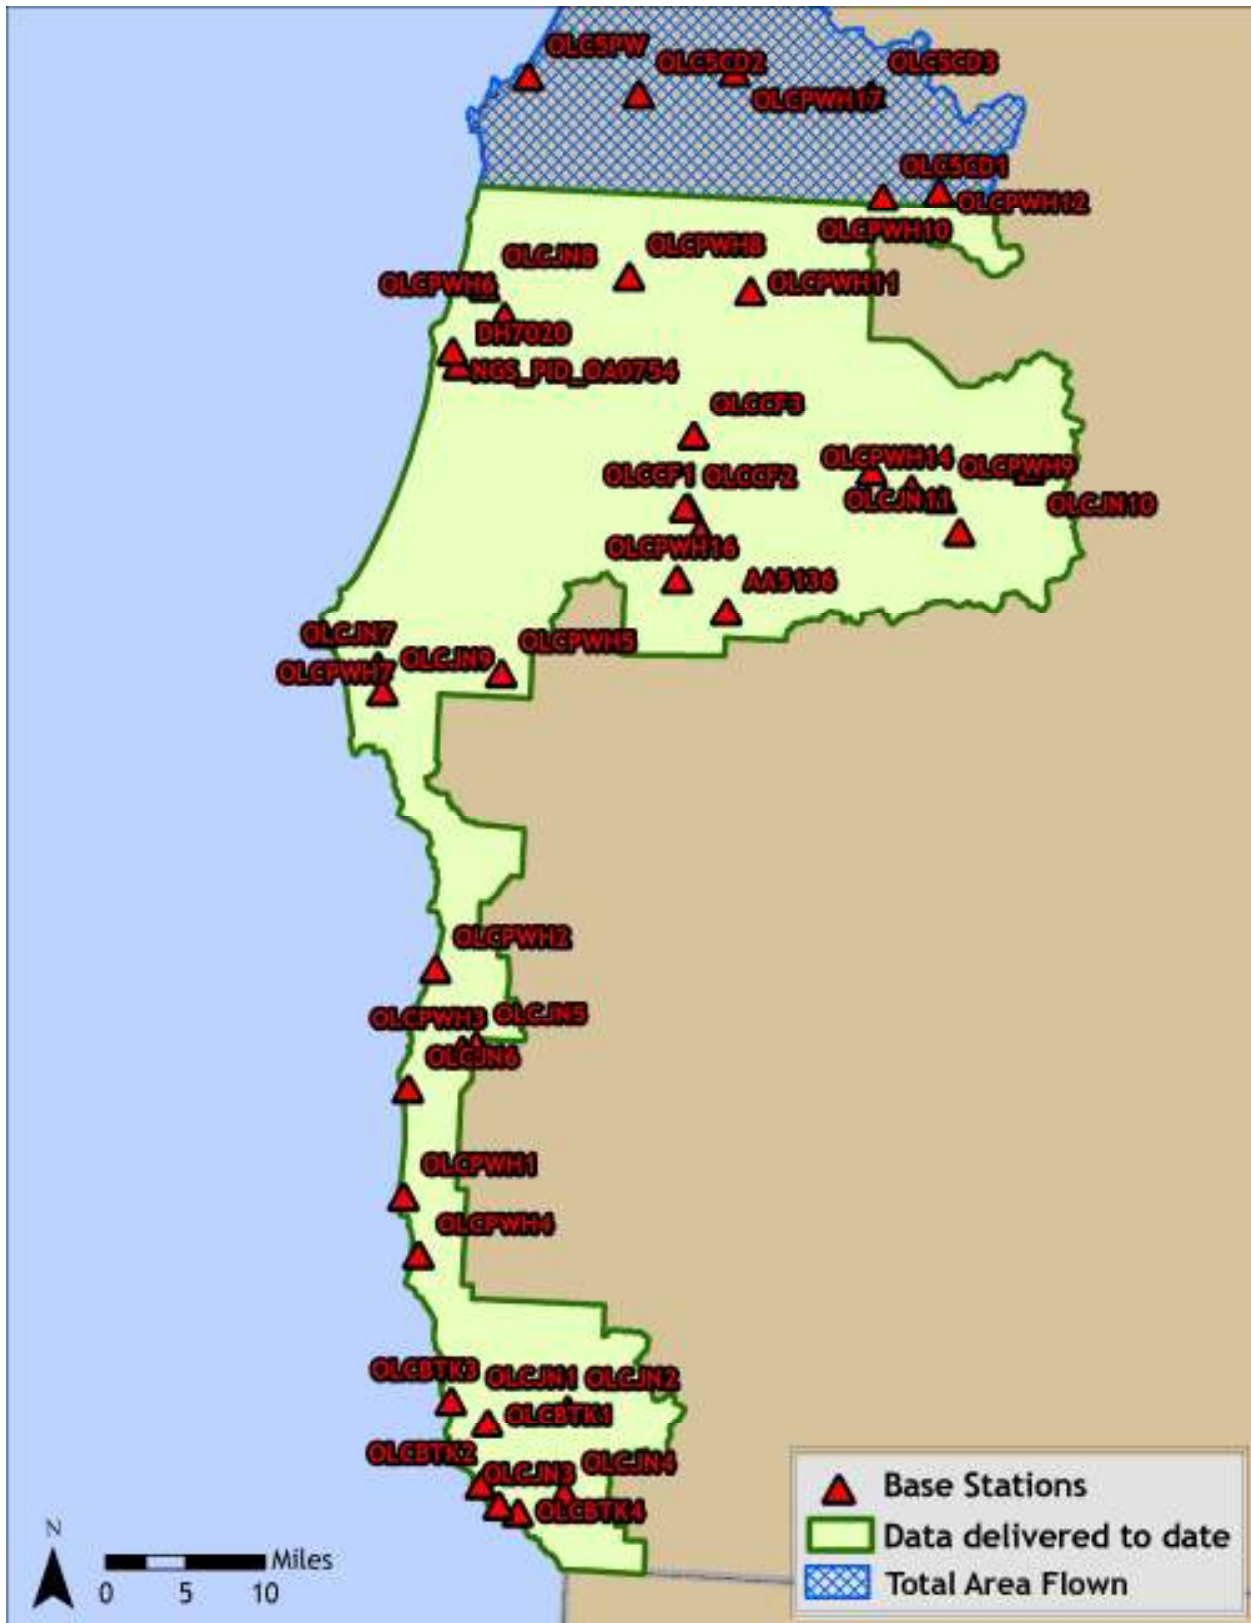 OLC5PW
OLC5CD2
OLC5CD3
OLCPWH17
OLC5CD1
OLCPWH12
OLCPWH10
OLCJN8
OLCPWH8
OLCPWH6
OLCPWH11
DH7020
NGS_PID_OA0754
OLCCF3
OLCPWH14
OLCPWH9
OLCCF1
OLCCF2
OLCJN11
OLCJN10
OLCPWH16
AA5136
OLCJN7
OLCPWH5
OLCJN9
OLCPWH7
OLCPWH2
OLCPWH3
OLCJN5
OLCJN6
OLCPWH1
OLCPWH4
OLCBTK3
OLCJN1
OLCJN2
OLCBTK1
OLCBTK2
OLCJN3
OLCJN4
OLCBTK4
Base Stations
Data delivered to date
Total Area Flown
N
Miles
0 5 10